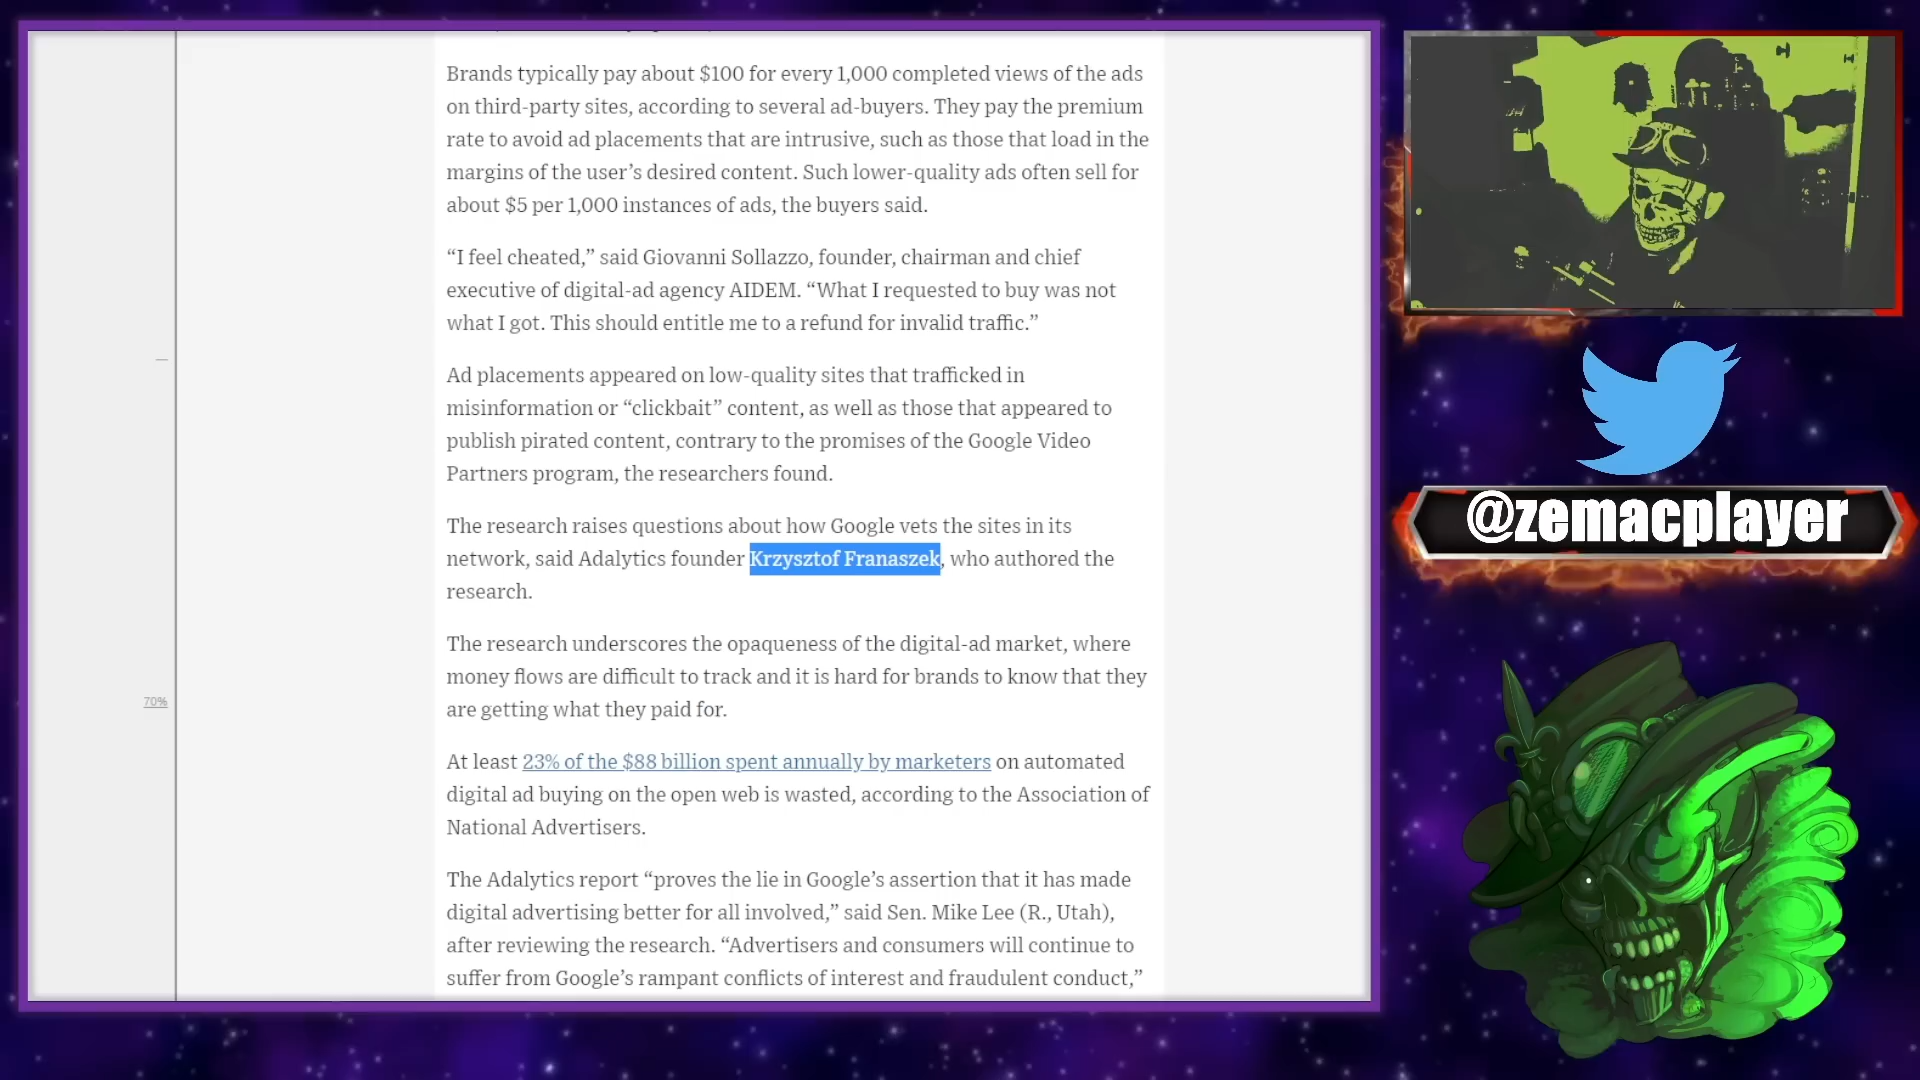 Brands typically pay about $100 for every 1,000 completed views of the ads
on third-party sites, according to several ad-buyers. They pay the premium
rate to avoid ad placements that are intrusive, such as those that load in the
margins of the user’s desired content. Such lower-quality ads often sell for
about $5 per 1,000 instances of ads, the buyers said.
“I feel cheated,” said Giovanni Sollazzo, founder, chairman and chief
executive of digital-ad agency AIDEM. “What I requested to buy was not
what I got. This should entitle me to a refund for invalid traffic.”
Ad placements appeared on low-quality sites that trafficked in
misinformation or “clickbait” content, as well as those that appeared to
publish pirated content, contrary to the promises of the Google Video
Partners program, the researchers found.
The research raises questions about how Google vets the sites in its
network, said Adalytics founder Krzysztof Franaszek, who authored the
research.
The research underscores the opaqueness of the digital-ad market, where
money flows are difficult to track and it is hard for brands to know that they
are getting what they paid for.
70%
At least 23% of the $88 billion spent annually by marketers on automated
digital ad buying on the open web is wasted, according to the Association of
National Advertisers.
The Adalytics report “proves the lie in Google’s assertion that it has made
digital advertising better for all involved,” said Sen. Mike Lee (R., Utah),
after reviewing the research. “Advertisers and consumers will continue to
suffer from Google’s rampant conflicts of interest and fraudulent conduct,”
@zemacplayer